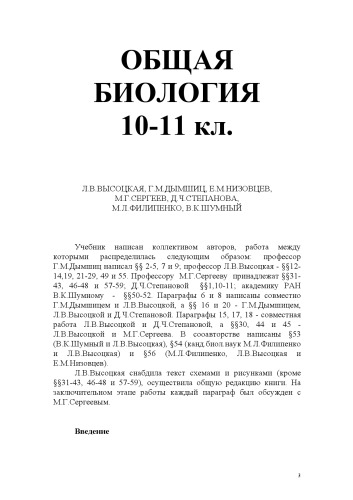 ОБЩАЯ
БИОЛОГИЯ
10-11 кл.
Л.В.ВЫСОЦКАЯ, Г.М.ДЫМШИЦ, Е.М.НИЗОВЦЕВ,
М.Г.СЕРГЕЕВ, Д.Ч.СТЕПАНОВА,
М.Л.ФИЛИПЕНКО, В.К.ШУМНЫЙ
Учебник написан коллективом авторов, работа между
которыми распределилась следующим образом: профессор
Г.М.Дымшиц написал §§ 2-5, 7 и 9; профессор Л.В.Высоцкая - §§12-
14,19, 21-29, 49 и 55. Профессору М.Г.Сергееву принадлежат §§31-
43, 46-48 и 57-59; Д.Ч.Степановой §§1,10-11; академику РАН
В.К.Шумному - §§50-52. Параграфы 6 и 8 написаны совместно
Г.М.Дымшицем и Л.В.Высоцкой, а §§ 16 и 20 - Г.М.Дымшицем,
Л.В.Высоцкой и Д.Ч.Степановой. Параграфы 15, 17, 18 - совместная
работа Л.В.Высоцкой и Д.Ч.Степановой, а §§30, 44 и 45 -
Л.В.Высоцкой и М.Г.Сергеева. В сооавторстве написаны §53
(В.К.Шумный и Л.В.Высоцкая), §54 (канд.биол.наук М.Л.Филипенко
и Л.В.Высоцкая) и §56 (М.Л.Филипенко, Л.В.Высоцкая и
Е.М.Низовцев).
Л.В.Высоцкая снабдила текст схемами и рисунками (кроме
§§31-43, 46-48 и 57-59), осуществила общую редакцию книги. На
заключительном этапе работы каждый параграф был обсужден с
М.Г.Сергеевым.
Введение